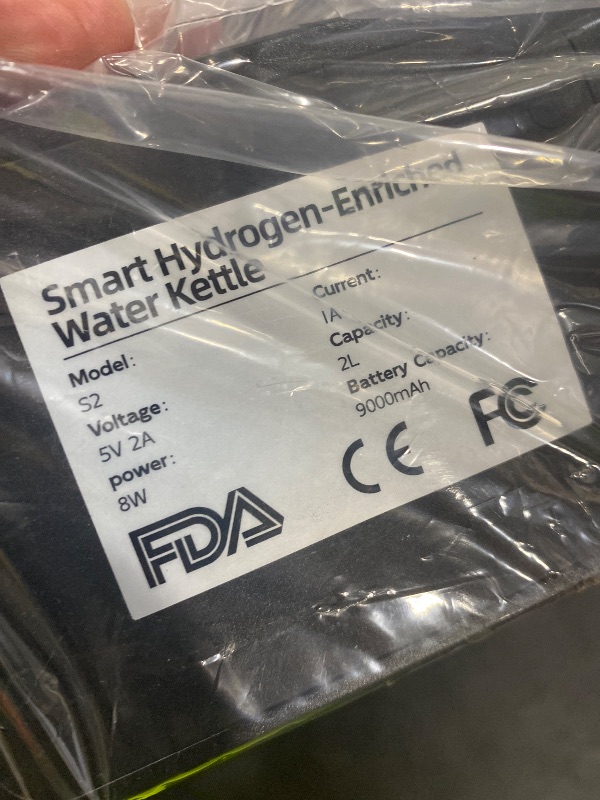 Smart Hydrogen-Enriched
Water Kettle
Model:
S2
Voltage:
5V 2A
power:
8W
Current:
1A
Capacity:
2L
Battery Capacity:
9000mAh
FDA
CE
FC